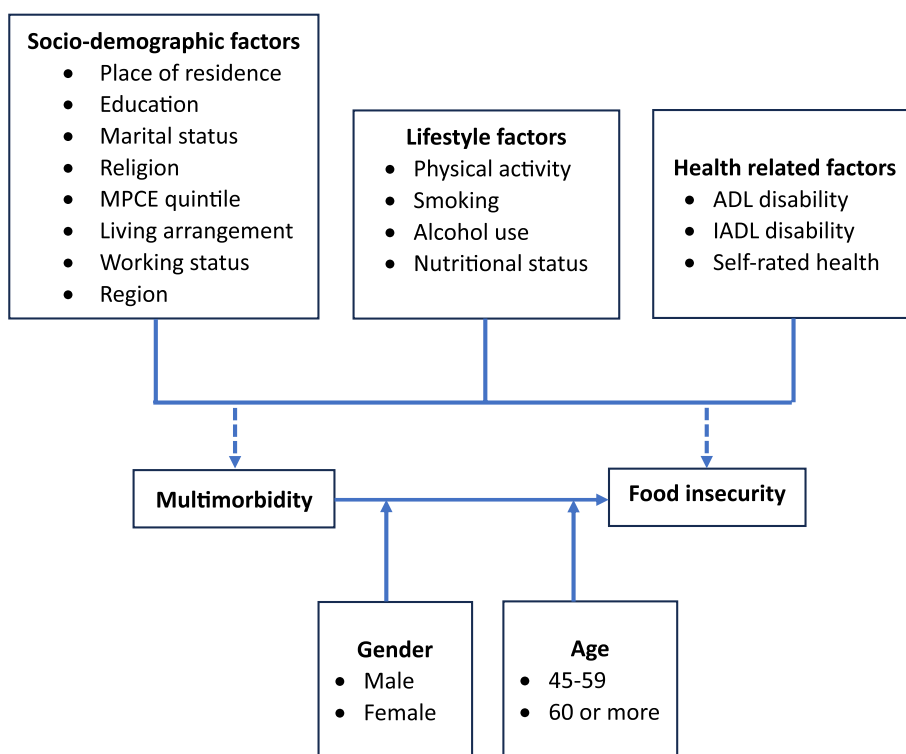 Socio-demographic factors
• Place of residence
• Education
• Marital status
• Religion
• MPCE quintile
• Living arrangement
• Working status
• Region
Lifestyle factors
• Physical activity
• Smoking
• Alcohol use
• Nutritional status
Health related factors
• ADL disability
• IADL disability
• Self-rated health
Multimorbidity
Food insecurity
Gender
• Male
• Female
Age
• 45-59
• 60 or more